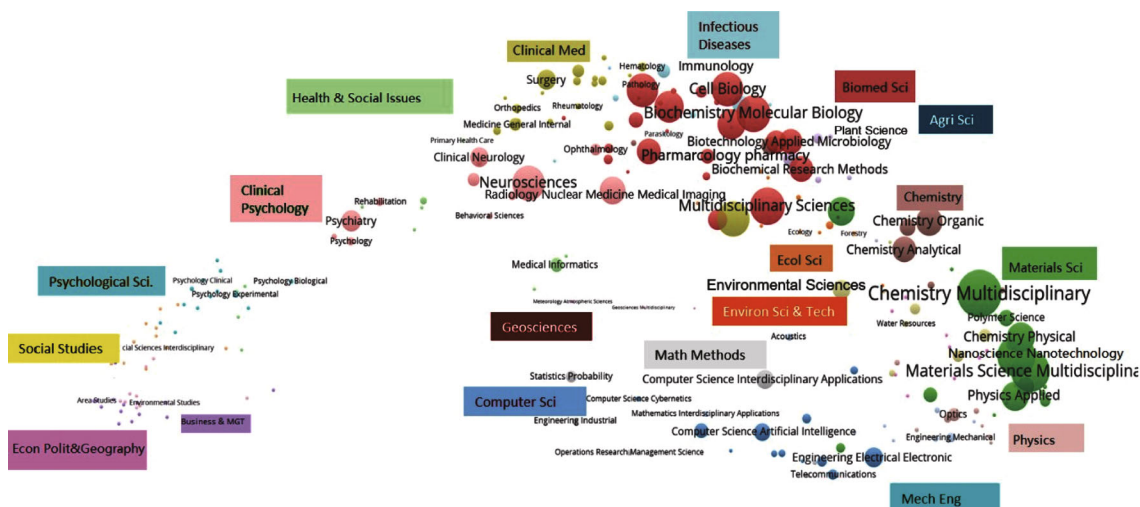 Infectious
Diseases
Clinical Med
Hematology
Immunology
Surgery
Pathology
Cell Biology
Biomed Sci
Health & Social Issues
Orthopedics
Rheumatology
Biochemistry Molecular Biology
Agri Sci
Medicine General Internal
Parasitology
Plant Science
Primary Health Care
Biotechnology Applied Microbiology
Clinical Neurology
Ophthalmology
Pharmarcology pharmacy
Biochemical Research Methods
Neurosciences
Radiology Nuclear Medicine Medical Imaging
Clinical
Psychology
Rehabilitation
Multidisciplinary Sciences
Chemistry
Psychiatry
Behavioral Sciences
Chemistry Organic
Psychology
Ecology
Forestry
Chemistry Analytical
Ecol Sci
Medical Informatics
Materials Sci
Psychological Sci.
Psychology Clinical
Psychology Biological
Psychology Experimental
Environmental Sciences
Chemistry Multidisciplinary
Meteorology Atmospheric Sciences
Geosciences Multidisciplinary
Environ Sci & Tech
Polymer Science
Geosciences
Water Resources
Acoustics
Chemistry Physical
Social Studies
cial Sciences Interdisciplinary
Math Methods
Nanoscience Nanotechnology
Materials Science Multidisciplina
Statistics Probability
Computer Science Interdisciplinary Applications
Computer Sci
Computer Science Cybernetics
Physics Applied
Area Studies
Environmental Studies
Business & MGT
Engineering Industrial
Mathematics Interdisciplinary Applications
Optics
Computer Science Artificial Intelligence
Engineering Mechanical
Physics
Econ Polit&Geography
Operations Research Management Science
Engineering Electrical Electronic
Telecommunications
Mech Eng